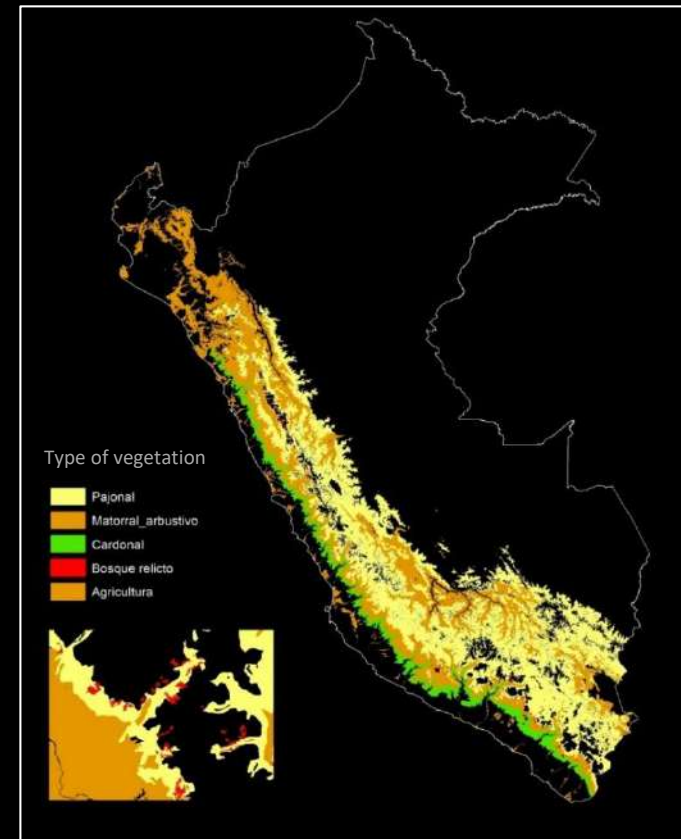 Type of vegetation
Pajonal
Matorral_arbustivo
Cardonal
Bosque relicto
Agricultura